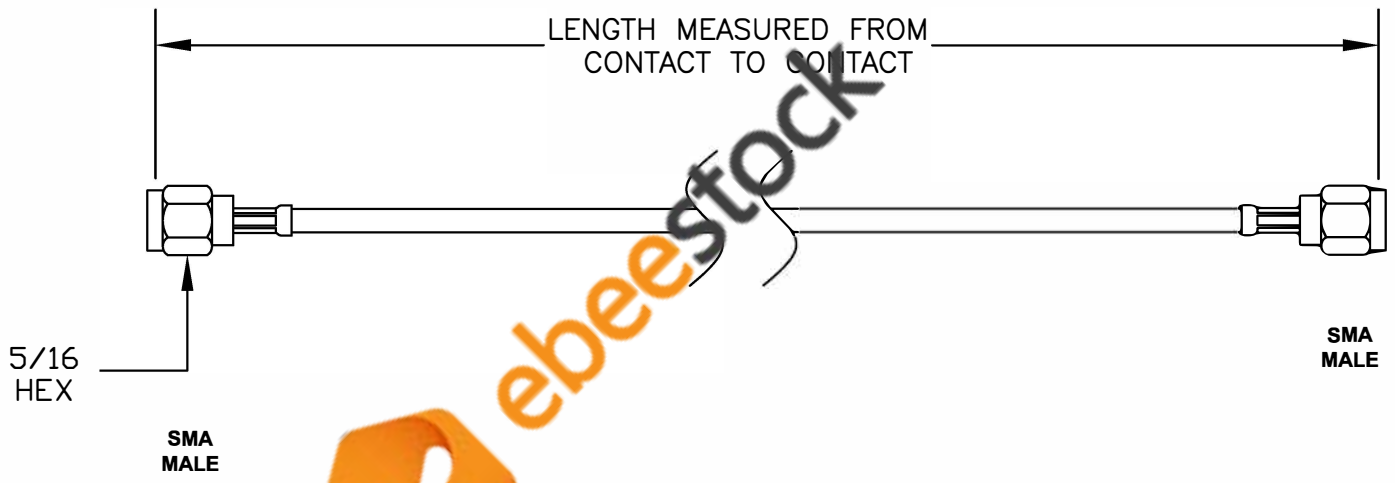 LENGTH MEASURED FROM
CONTACT TO CONTACT
5/16
HEX
SMA
MALE
SMA
MALE
ebeestock